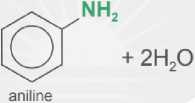 NH₂
+ 2H₂O
aniline